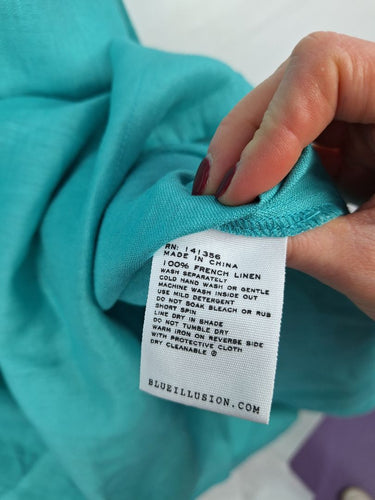 RN: 141356
MADE IN CHINA
100% FRENCH LINEN
WASH SEPARATELY
COLD HAND WASH OR GENTLE
MACHINE WASH INSIDE OUT
USE MILD DETERGENT
DO NOT SOAK BLEACH OR RUB
SHORT SPIN
LINE DRY IN SHADE
DO NOT TUMBLE DRY
WARM IRON ON REVERSE SIDE
WITH PROTECTIVE CLOTH
DRY CLEANABLE Ⓟ
BLUEILLUSION.COM